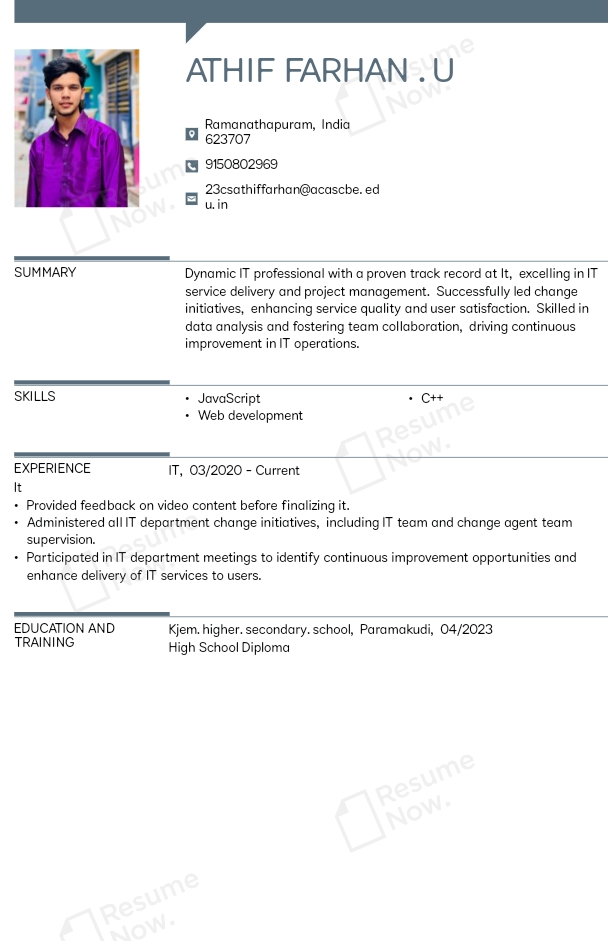 ATHIF FARHAN . U
Ramanathapuram, India
623707
9150802969
23csathiffarhan@acascbe. ed
u. in
SUMMARY
Dynamic IT professional with a proven track record at It, excelling in IT
service delivery and project management. Successfully led change
initiatives, enhancing service quality and user satisfaction. Skilled in
data analysis and fostering team collaboration, driving continuous
improvement in IT operations.
SKILLS
• JavaScript
• Web development
• C++
EXPERIENCE
IT, 03/2020 - Current
It
• Provided feedback on video content before finalizing it.
• Administered all IT department change initiatives, including IT team and change agent team
supervision.
• Participated in IT department meetings to identify continuous improvement opportunities and
enhance delivery of IT services to users.
EDUCATION AND
TRAINING
Kjem. higher. secondary. school, Paramakudi, 04/2023
High School Diploma
Resume
Now.
Resume
Now.
Resume
Now.
Resume
Now.
Resume
Now.
Resume
Now.